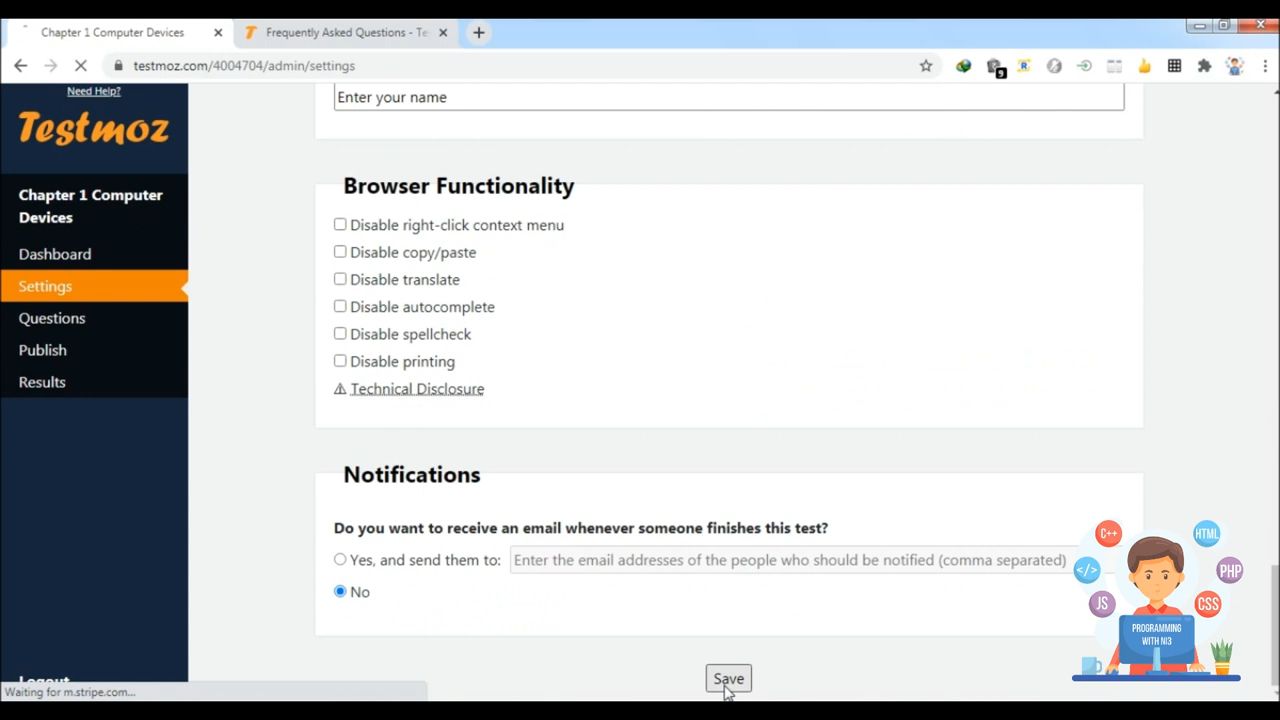 Chapter 1 Computer Devices
Frequently Asked Questions - Te
testmoz.com/4004704/admin/settings
9
Need Help?
Testmoz
Chapter 1 Computer
Devices
Dashboard
Settings
Questions
Publish
Results
Logout
Enter your name
Browser Functionality
Disable right-click context menu
Disable copy/paste
Disable translate
Disable autocomplete
Disable spellcheck
Disable printing
Technical Disclosure
Notifications
Do you want to receive an email whenever someone finishes this test?
Yes, and send them to: Enter the email addresses of the people who should be notified (comma separated)
No
Save
Waiting for m.stripe.com...
C++
HTML
</>
PHP
JS
CSS
PROGRAMMING
WITH NI3